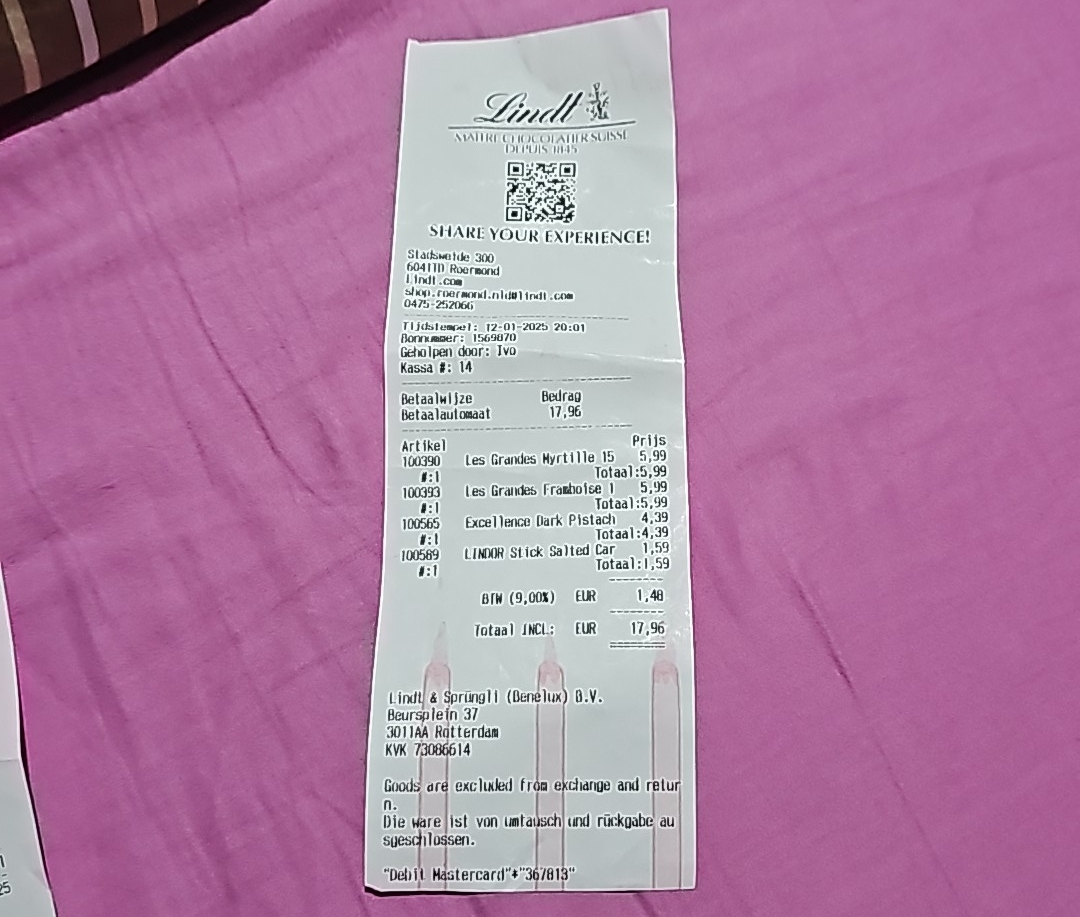 Lindt
MAÎTRE CHOCOLATIER SUISSE
DEPUIS 1845
SHARE YOUR EXPERIENCE!
Stadsweide 300
6041TD Roermond
Lindt.com
shop.roermond.nl@lindt.com
0475-252066
Tijdstempel: 12-01-2025 20:01
Bonnummer: 1569870
Geholpen door: Ivo
Kassa #: 14
Betaalwijze Bedrag
Betaalautomaat 17,96
Artikel Prijs
100390 Les Grandes Myrtille 15 5,99
#:1 Totaal:5,99
100393 Les Grandes Framboise 1 5,99
#:1 Totaal:5,99
100565 Excellence Dark Pistach 4,39
#:1 Totaal:4,39
100589 LINDOR Stick Salted Car 1,59
#:1 Totaal:1,59
BTW (9,00%) EUR 1,48
Totaal INCL: EUR 17,96
Lindt & Sprüngli (Benelux) B.V.
Beursplein 37
3011AA Rotterdam
KVK 73086614
Goods are excluded from exchange and retur
n.
Die ware ist von umtausch und rückgabe au
sgeschlossen.
"Debit Mastercard"+"367813"
25